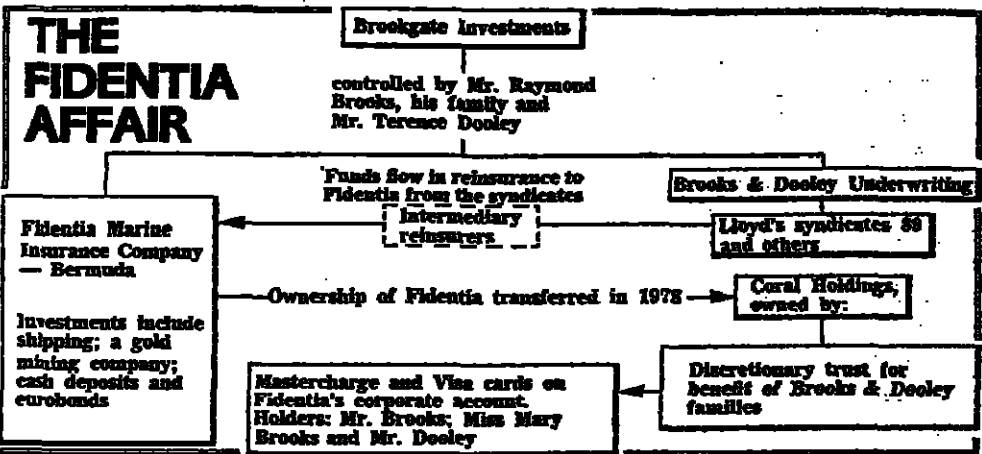 THE
FIDENTIA
AFFAIR
Brookgate Investments
controlled by Mr. Raymond
Brooks, his family and
Mr. Terence Dooley
Funds flow in reinsurance to
Fidentia from the syndicates
Intermediary
reinsurers
Brooks & Dooley Underwriting
Lloyd's syndicates 89
and others
Fidentia Marine
Insurance Company
— Bermuda
Investments include
shipping; a gold
mining company;
cash deposits and
eurobonds
Ownership of Fidentia transferred in 1978
Coral Holdings,
owned by:
Discretionary trust for
benefit of Brooks & Dooley
families
Mastercharge and Visa cards on
Fidentia's corporate account.
Holders: Mr. Brooks; Miss Mary
Brooks and Mr. Dooley